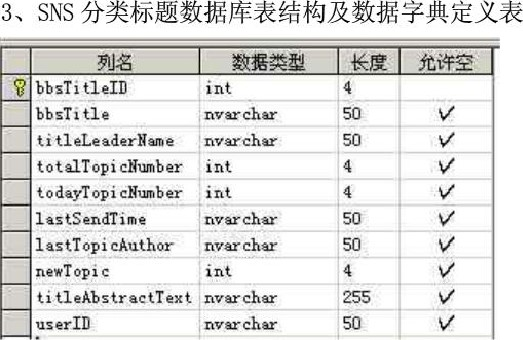 3、SNS 分类标题数据库表结构及数据字典定义表
列名 数据类型 长度 允许空
bbsTitleID int 4
bbsTitle nvarchar 50 ✓
titleLeaderName nvarchar 50 ✓
totalTopicNumber int 4 ✓
todayTopicNumber int 4 ✓
lastSendTime nvarchar 50 ✓
lastTopicAuthor nvarchar 50 ✓
newTopic int 4 ✓
titleAbstractText nvarchar 255 ✓
userID nvarchar 50 ✓